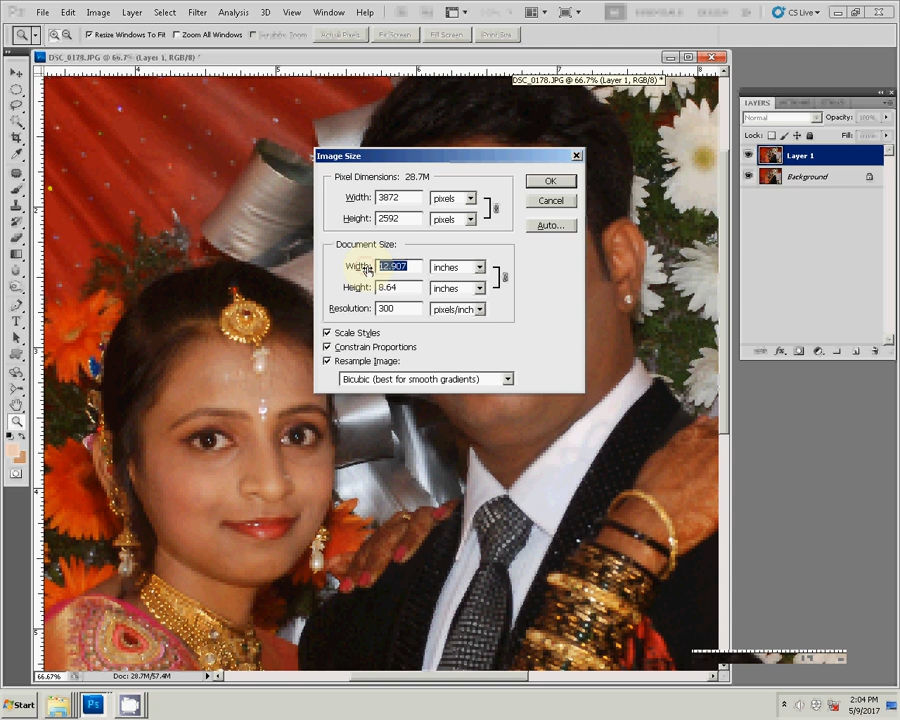 File Edit Image Layer Select Filter Analysis 3D View Window Help CS Live
Resize Windows To Fit Zoom All Windows Scrubby Zoom Actual Pixels Fit Screen Fill Screen Print Size
DSC_0178.JPG @ 66.7% (Layer 1, RGB/8) *
DSC_0178.JPG @ 66.7% (Layer 1, RGB/8) *
Image Size
Pixel Dimensions: 28.7M
Width: 3872 pixels
Height: 2592 pixels
OK
Cancel
Auto...
Document Size:
Width: 12.907 inches
Height: 8.64 inches
Resolution: 300 pixels/inch
Scale Styles
Constrain Proportions
Resample Image:
Bicubic (best for smooth gradients)
LAYERS
Normal Opacity: 100%
Lock: Fill:
Layer 1
Background
66.67% Doc: 28.7M/57.4M
Start
2:04 PM
5/9/2017